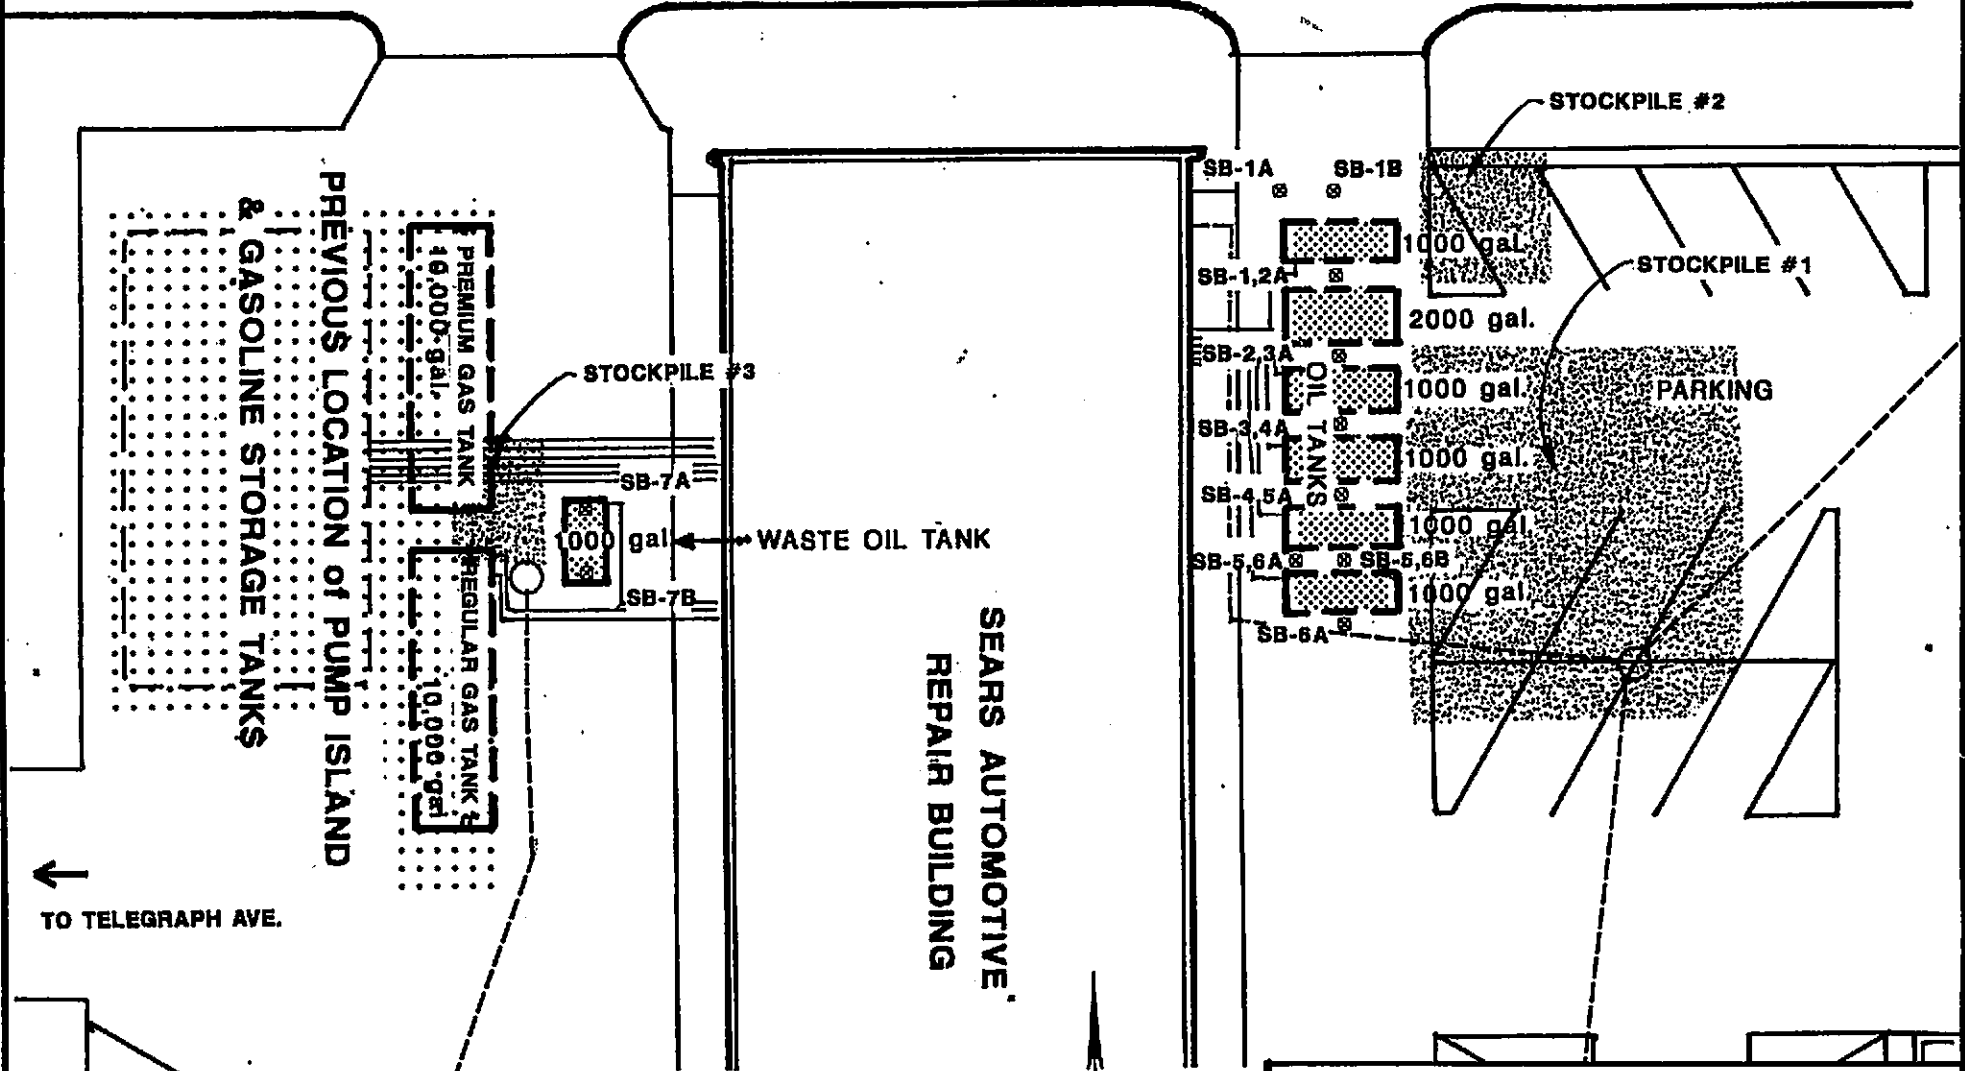 STOCKPILE #2
SB-1A
SB-1B
1000 gal.
STOCKPILE #1
SB-1,2A
2000 gal.
SB-2,3A
1000 gal.
PARKING
SB-3,4A
1000 gal.
SB-4,5A
1000 gal.
SB-5,6A
SB-5,6B
1000 gal.
SB-6A
OIL TANKS
PREVIOUS LOCATION of PUMP ISLAND
& GASOLINE STORAGE TANKS
PREMIUM GAS TANK
10,000 gal.
STOCKPILE #3
SB-7A
1000 gal
WASTE OIL TANK
SB-7B
REGULAR GAS TANK
10,000 gal
SEARS AUTOMOTIVE
REPAIR BUILDING
TO TELEGRAPH AVE.